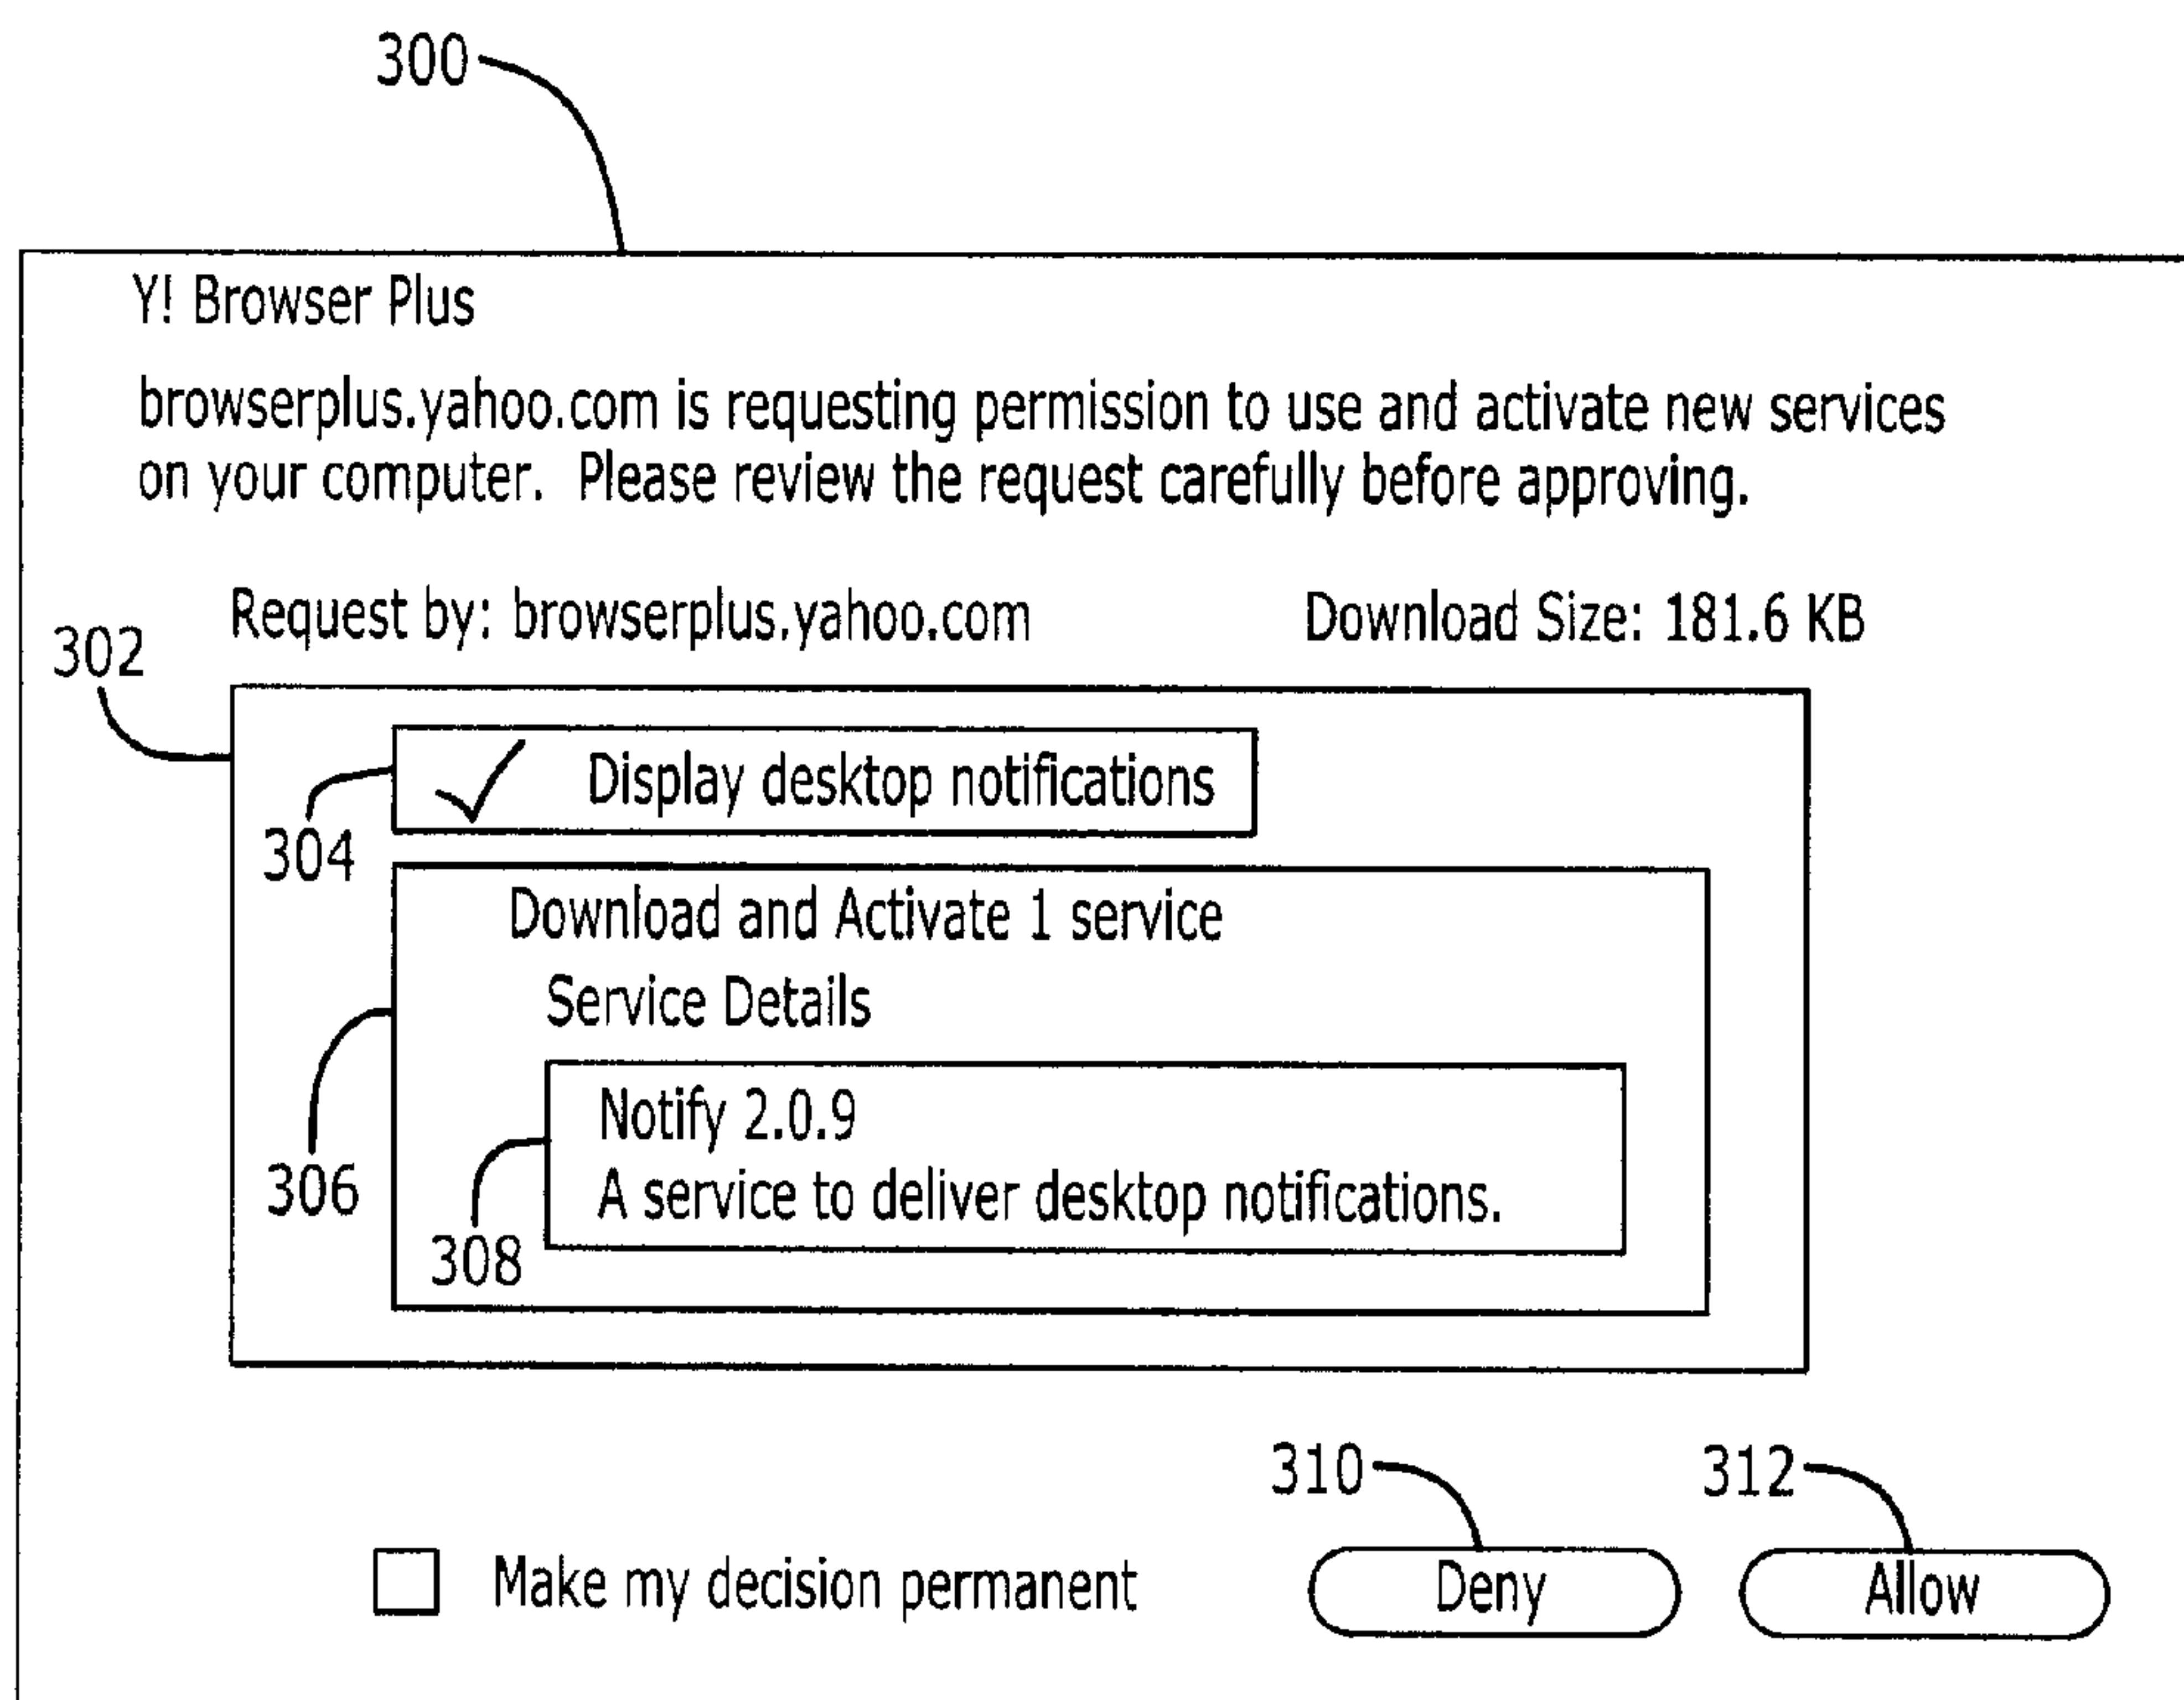 300
Y! Browser Plus
browserplus.yahoo.com is requesting permission to use and activate new services
on your computer.  Please review the request carefully before approving.
Request by: browserplus.yahoo.com
Download Size: 181.6 KB
302
Display desktop notifications
304
Download and Activate 1 service
Service Details
306
Notify 2.0.9
A service to deliver desktop notifications.
308
310
312
Make my decision permanent
Deny
Allow